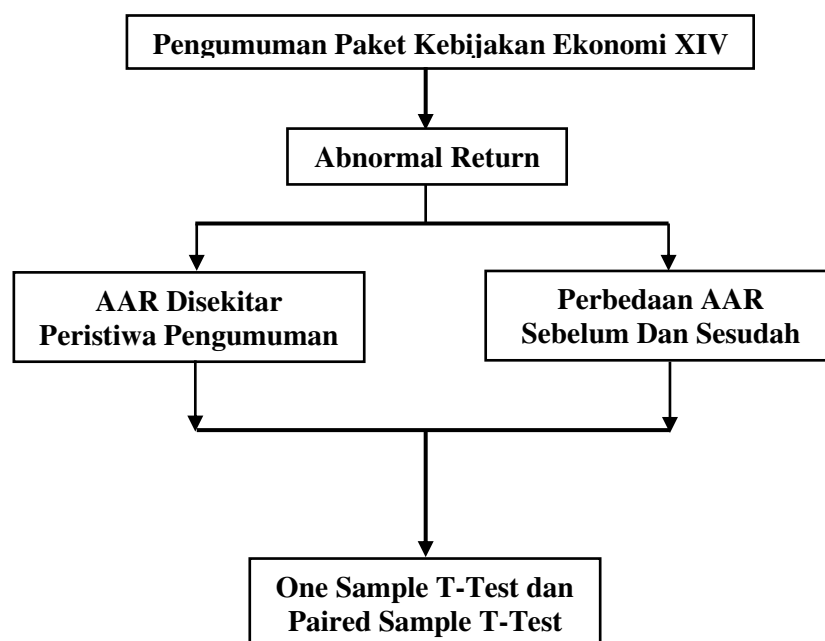 Pengumuman Paket Kebijakan Ekonomi XIV
Abnormal Return
AAR Disekitar
Peristiwa Pengumuman
Perbedaan AAR
Sebelum Dan Sesudah
One Sample T-Test dan
Paired Sample T-Test